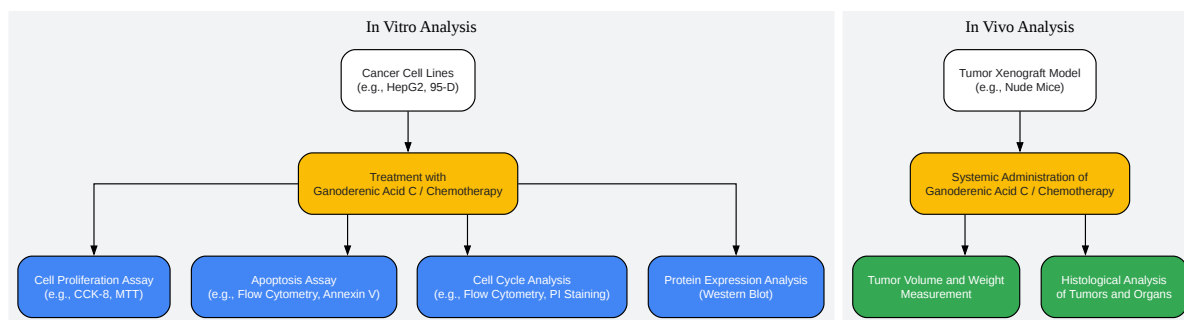 In Vitro Analysis
Cancer Cell Lines
(e.g., HepG2, 95-D)
Treatment with
Ganoderenic Acid C / Chemotherapy
Cell Proliferation Assay
(e.g., CCK-8, MTT)
Apoptosis Assay
(e.g., Flow Cytometry, Annexin V)
Cell Cycle Analysis
(e.g., Flow Cytometry, PI Staining)
Protein Expression Analysis
(Western Blot)
In Vivo Analysis
Tumor Xenograft Model
(e.g., Nude Mice)
Systemic Administration of
Ganoderenic Acid C / Chemotherapy
Tumor Volume and Weight
Measurement
Histological Analysis
of Tumors and Organs